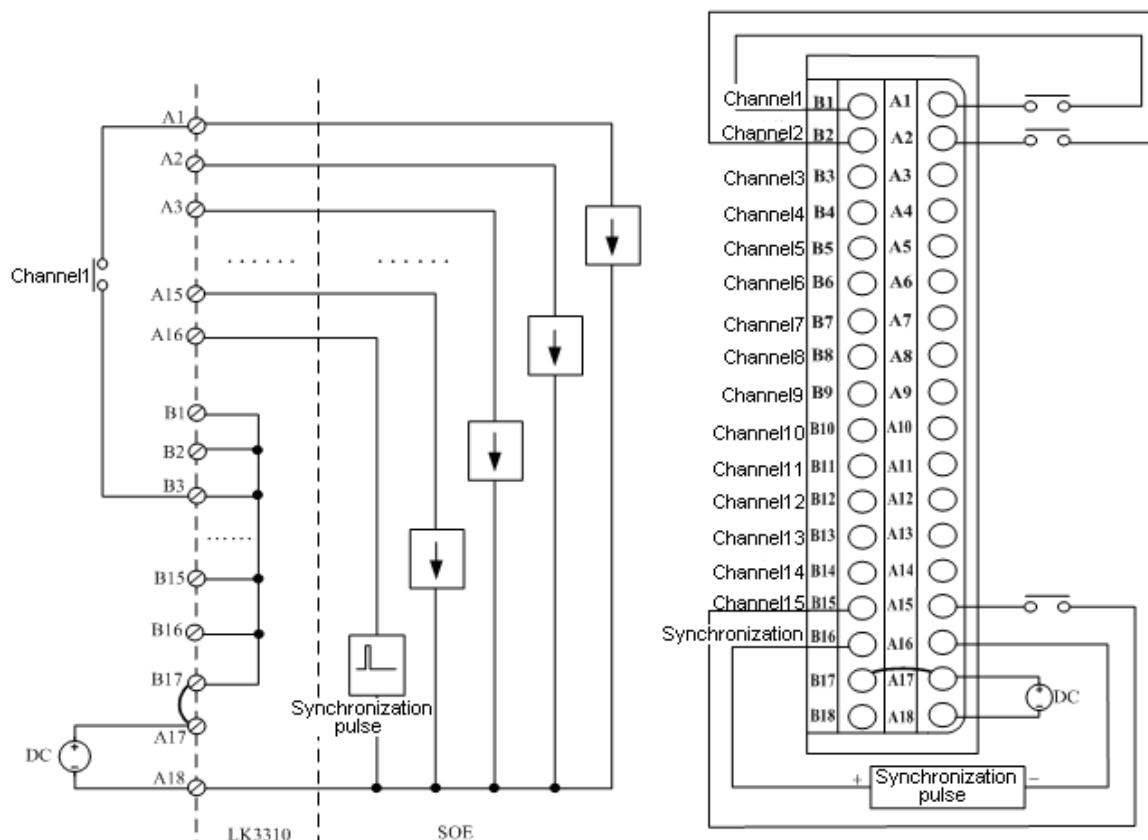 A1
A2
A3
......
......
Channel1
A15
A16
B1
B2
B3
......
B15
B16
B17
Synchronization
pulse
A17
DC
+
−
A18
LK3310
SOE
Channel1 B1 A1
Channel2 B2 A2
Channel3 B3 A3
Channel4 B4 A4
Channel5 B5 A5
Channel6 B6 A6
Channel7 B7 A7
Channel8 B8 A8
Channel9 B9 A9
Channel10 B10 A10
Channel11 B11 A11
Channel12 B12 A12
Channel13 B13 A13
Channel14 B14 A14
Channel15 B15 A15
Synchronization B16 A16
B17 A17
+
− DC
B18 A18
+ Synchronization −
pulse